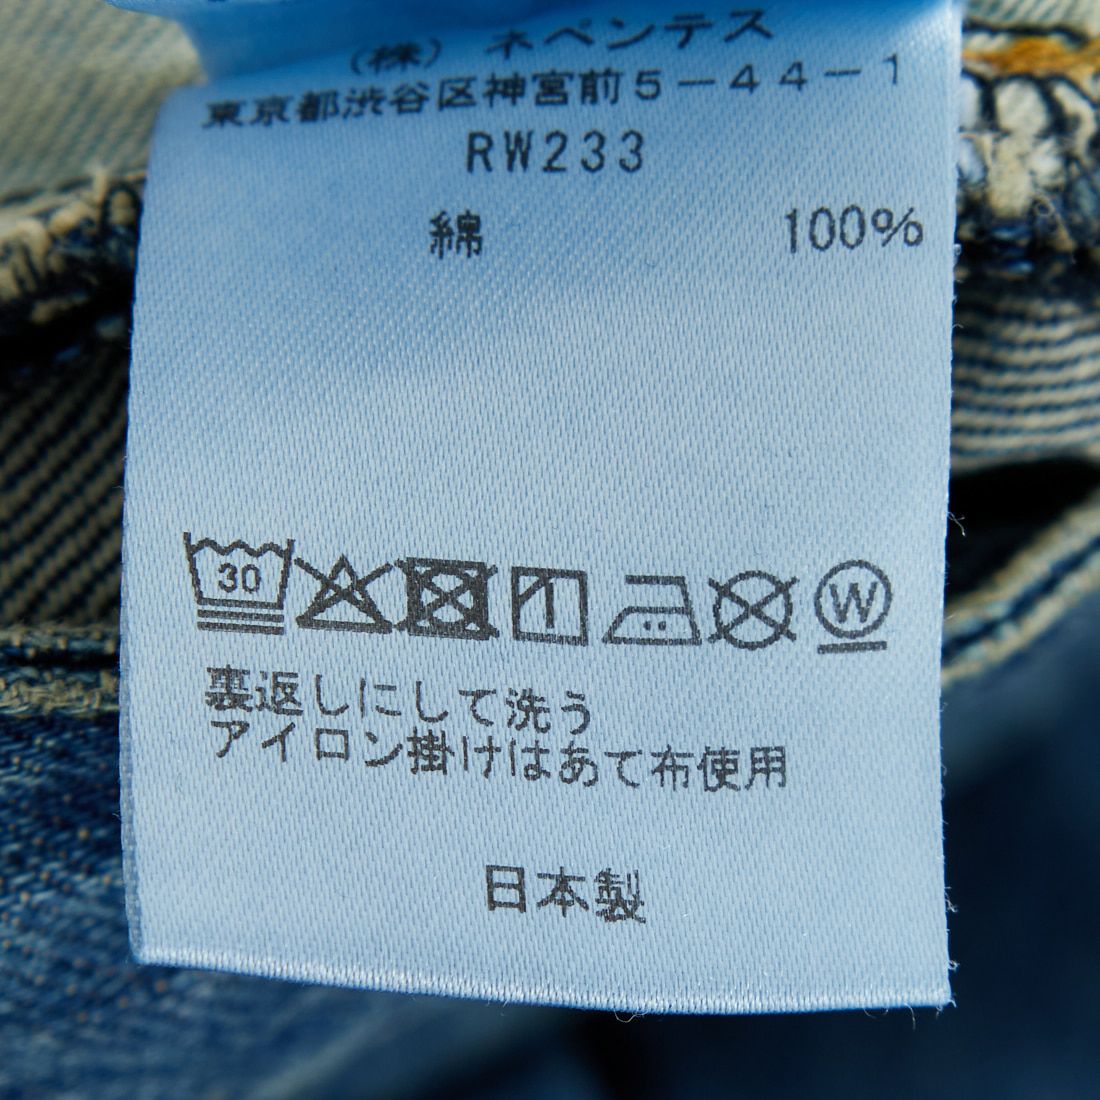 (株) ネペンテス
東京都渋谷区神宮前5-44-1
RW233
綿 100%
30 W
裏返しにして洗う
アイロン掛けはあて布使用
日本製